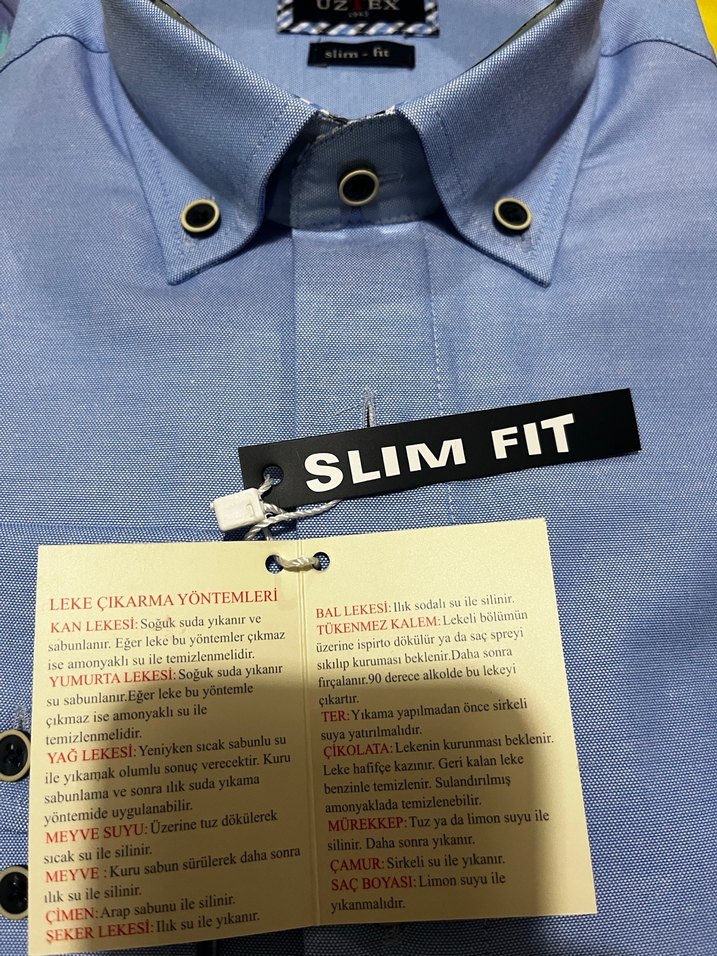 UZTEX
slim - fit
SLIM FIT
LEKE ÇIKARMA YÖNTEMLERİ
KAN LEKESİ: Soğuk suda yıkanır ve
sabunlanır. Eğer leke bu yöntemler çıkmaz
ise amonyaklı su ile temizlenmelidir.
YUMURTA LEKESİ: Soğuk suda yıkanır
su sabunlanır.Eğer leke bu yöntemle
çıkmaz ise amonyaklı su ile
temizlenmelidir.
YAĞ LEKESİ: Yeniyken sıcak sabunlu su
ile yıkamak olumlu sonuç verecektir. Kuru
sabunlama ve sonra ılık suda yıkama
yöntemide uygulanabilir.
MEYVE SUYU: Üzerine tuz dökülerek
sıcak su ile silinir.
MEYVE : Kuru sabun sürülerek daha sonra
ılık su ile silinir.
ÇİMEN: Arap sabunu ile silinir.
ŞEKER LEKESİ: Ilık su ile yıkanır.
BAL LEKESİ: Ilık sodalı su ile silinir.
TÜKENMEZ KALEM: Lekeli bölümün
üzerine ispirto dökülür ya da saç spreyi
sıkılıp kuruması beklenir.Daha sonra
fırçalanır.90 derece alkolde bu lekeyi
çıkartır.
TER: Yıkama yapılmadan önce sirkeli
suya yatırılmalıdır.
ÇİKOLATA: Lekenin kurunması beklenir.
Leke hafifçe kazınır. Geri kalan leke
benzinle temizlenir. Sulandırılmış
amonyaklada temizlenebilir.
MÜREKKEP: Tuz ya da limon suyu ile
silinir. Daha sonra yıkanır.
ÇAMUR: Sirkeli su ile yıkanır.
SAÇ BOYASI: Limon suyu ile
yıkanmalıdır.